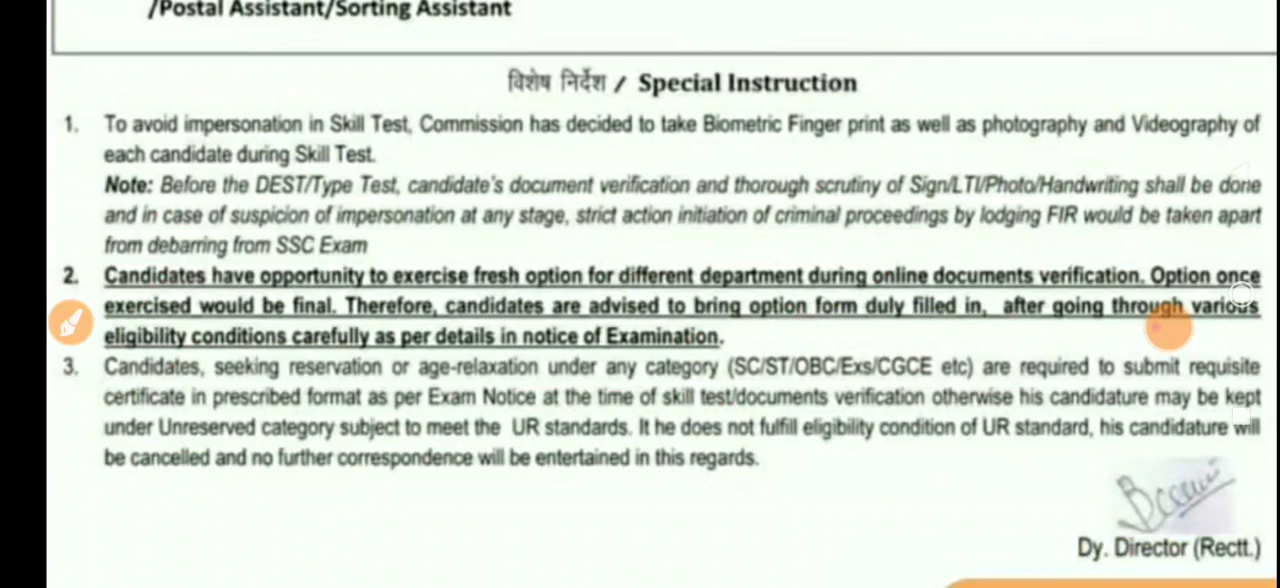 /Postal Assistant/Sorting Assistant
विशेष निर्देश / Special Instruction
1. To avoid impersonation in Skill Test, Commission has decided to take Biometric Finger print as well as photography and Videography of
each candidate during Skill Test.
Note: Before the DEST/Type Test, candidate's document verification and thorough scrutiny of Sign/LTI/Photo/Handwriting shall be done
and in case of suspicion of impersonation at any stage, strict action initiation of criminal proceedings by lodging FIR would be taken apart
from debarring from SSC Exam
2. Candidates have opportunity to exercise fresh option for different department during online documents verification. Option once
exercised would be final. Therefore, candidates are advised to bring option form duly filled in, after going through various
eligibility conditions carefully as per details in notice of Examination.
3. Candidates, seeking reservation or age-relaxation under any category (SC/ST/OBC/Exs/CGCE etc) are required to submit requisite
certificate in prescribed format as per Exam Notice at the time of skill test/documents verification otherwise his candidature may be kept
under Unreserved category subject to meet the UR standards. It he does not fulfill eligibility condition of UR standard, his candidature will
be cancelled and no further correspondence will be entertained in this regards.
Dy. Director (Rectt.)